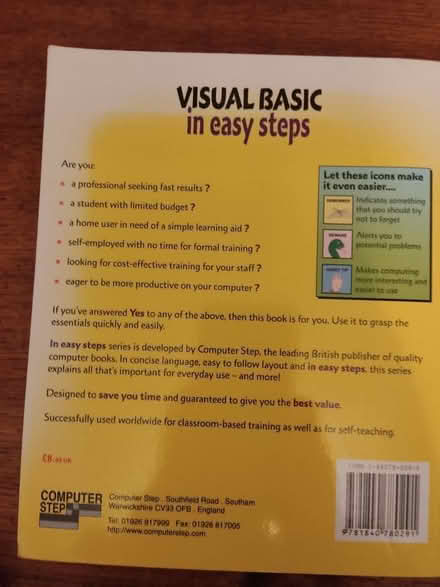 VISUAL BASIC
in easy steps
Are you:
a professional seeking fast results ?
a student with limited budget ?
a home user in need of a simple learning aid ?
self-employed with no time for formal training ?
looking for cost-effective training for your staff ?
eager to be more productive on your computer ?
Let these icons make
it even easier....
REMEMBER
Indicates something
that you should try
not to forget
BEWARE
Alerts you to
potential problems
HANDY TIP
Makes computing
more interesting and
easier to use
If you've answered Yes to any of the above, then this book is for you. Use it to grasp the
essentials quickly and easily.
In easy steps series is developed by Computer Step, the leading British publisher of quality
computer books. In concise language, easy to follow layout and in easy steps, this series
explains all that's important for everyday use – and more!
Designed to save you time and guaranteed to give you the best value.
Successfully used worldwide for classroom-based training as well as for self-teaching.
UK
COMPUTER
STEP
Computer Step . Southfield Road . Southam
Warwickshire CV33 OFB . England
Tel: 01926 817999 Fax: 01926 817005
http://www.computerstep.com
ISBN
9 781840 780291